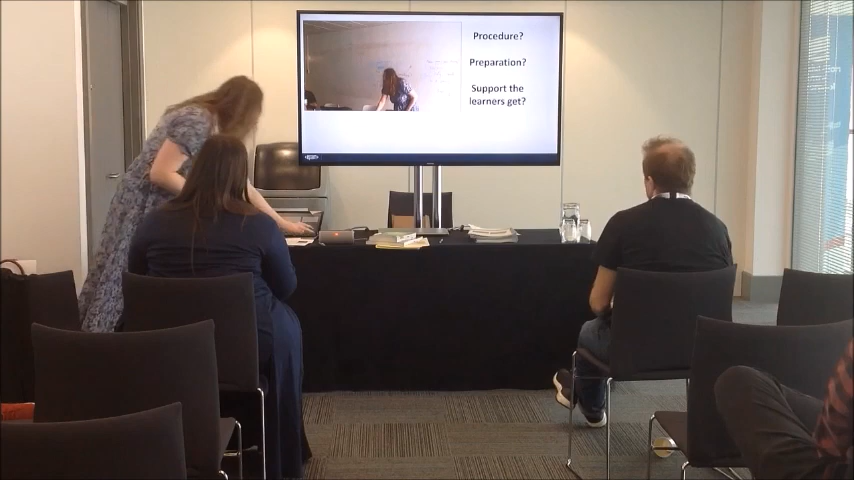 Procedure?
Preparation?
Support the
learners get?